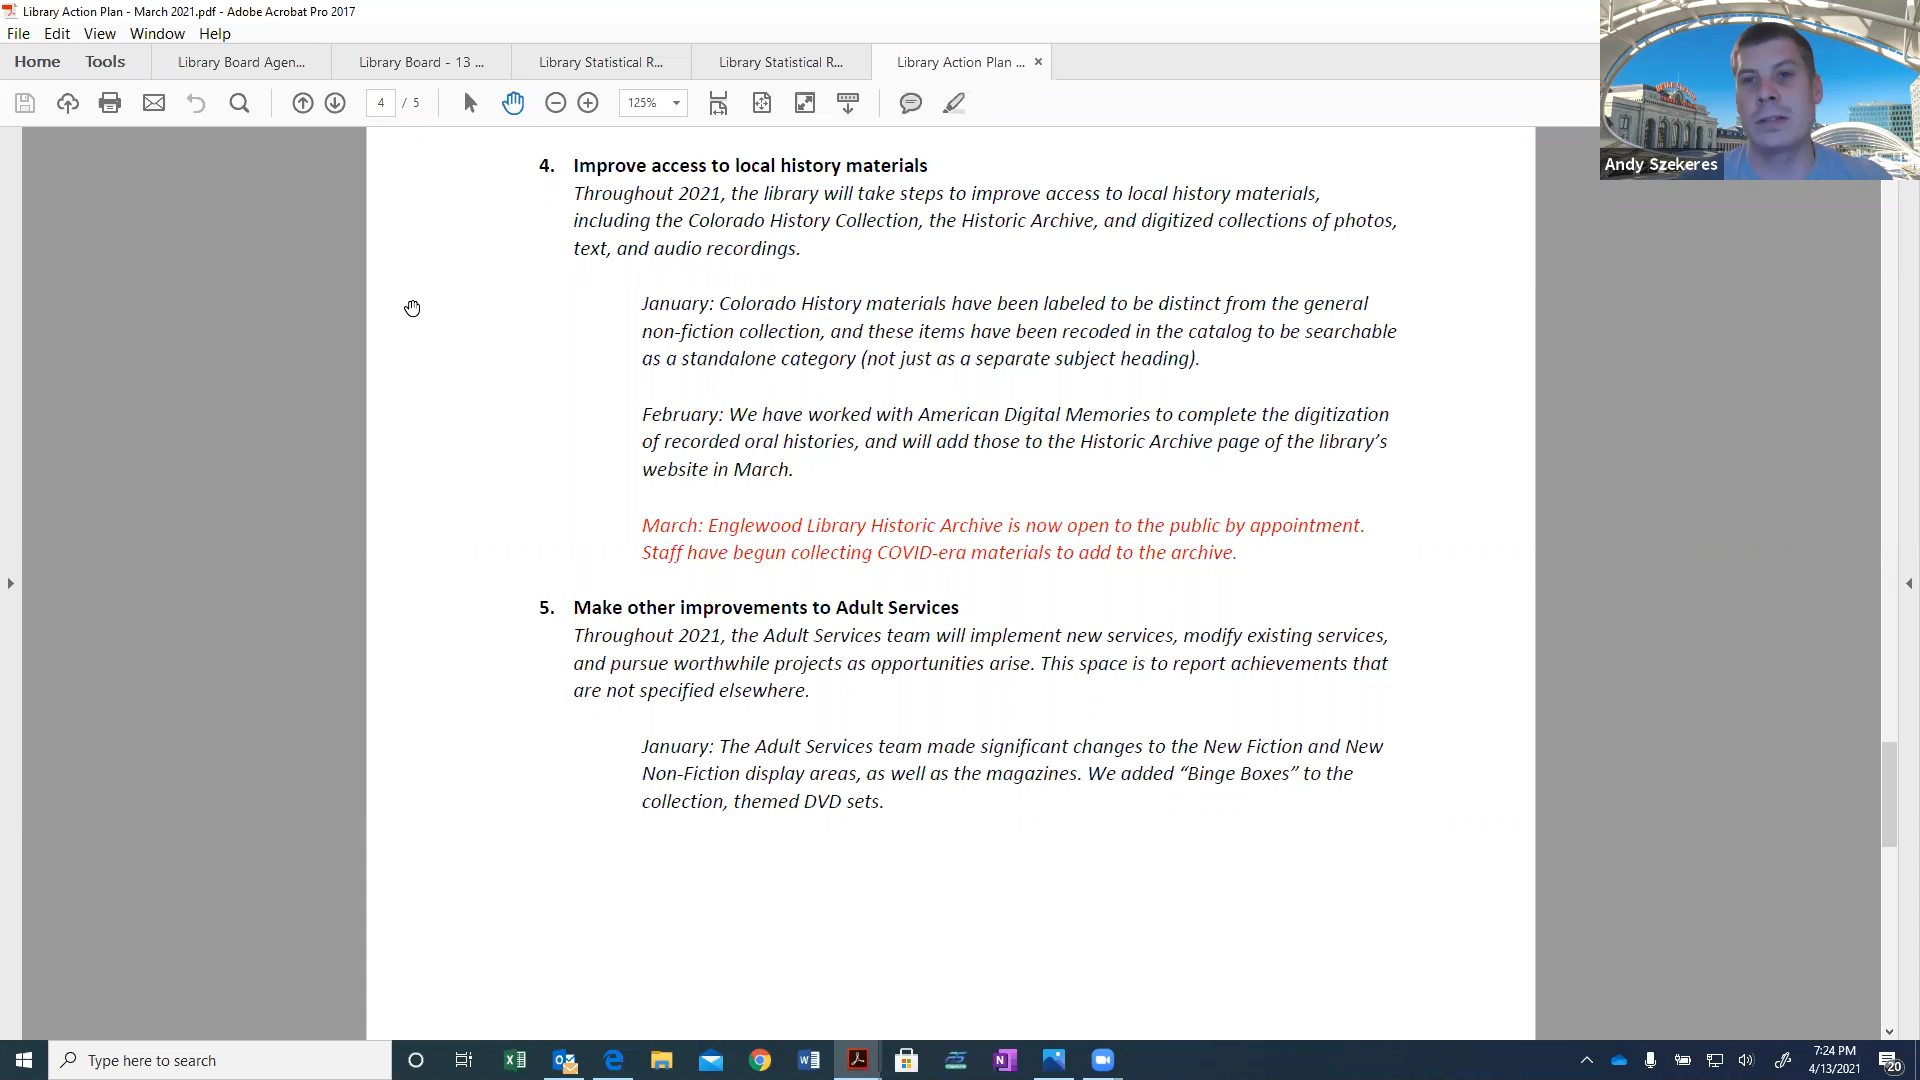 Library Action Plan - March 2021.pdf - Adobe Acrobat Pro 2017
File Edit View Window Help
Home Tools Library Board Agen... Library Board - 13 ... Library Statistical R... Library Statistical R... Library Action Plan ... ×
4 / 5 125%
Andy Szekeres
4. Improve access to local history materials
Throughout 2021, the library will take steps to improve access to local history materials,
including the Colorado History Collection, the Historic Archive, and digitized collections of photos,
text, and audio recordings.
January: Colorado History materials have been labeled to be distinct from the general
non-fiction collection, and these items have been recoded in the catalog to be searchable
as a standalone category (not just as a separate subject heading).
February: We have worked with American Digital Memories to complete the digitization
of recorded oral histories, and will add those to the Historic Archive page of the library’s
website in March.
March: Englewood Library Historic Archive is now open to the public by appointment.
Staff have begun collecting COVID-era materials to add to the archive.
5. Make other improvements to Adult Services
Throughout 2021, the Adult Services team will implement new services, modify existing services,
and pursue worthwhile projects as opportunities arise. This space is to report achievements that
are not specified elsewhere.
January: The Adult Services team made significant changes to the New Fiction and New
Non-Fiction display areas, as well as the magazines. We added “Binge Boxes” to the
collection, themed DVD sets.
Type here to search
7:24 PM
4/13/2021
20